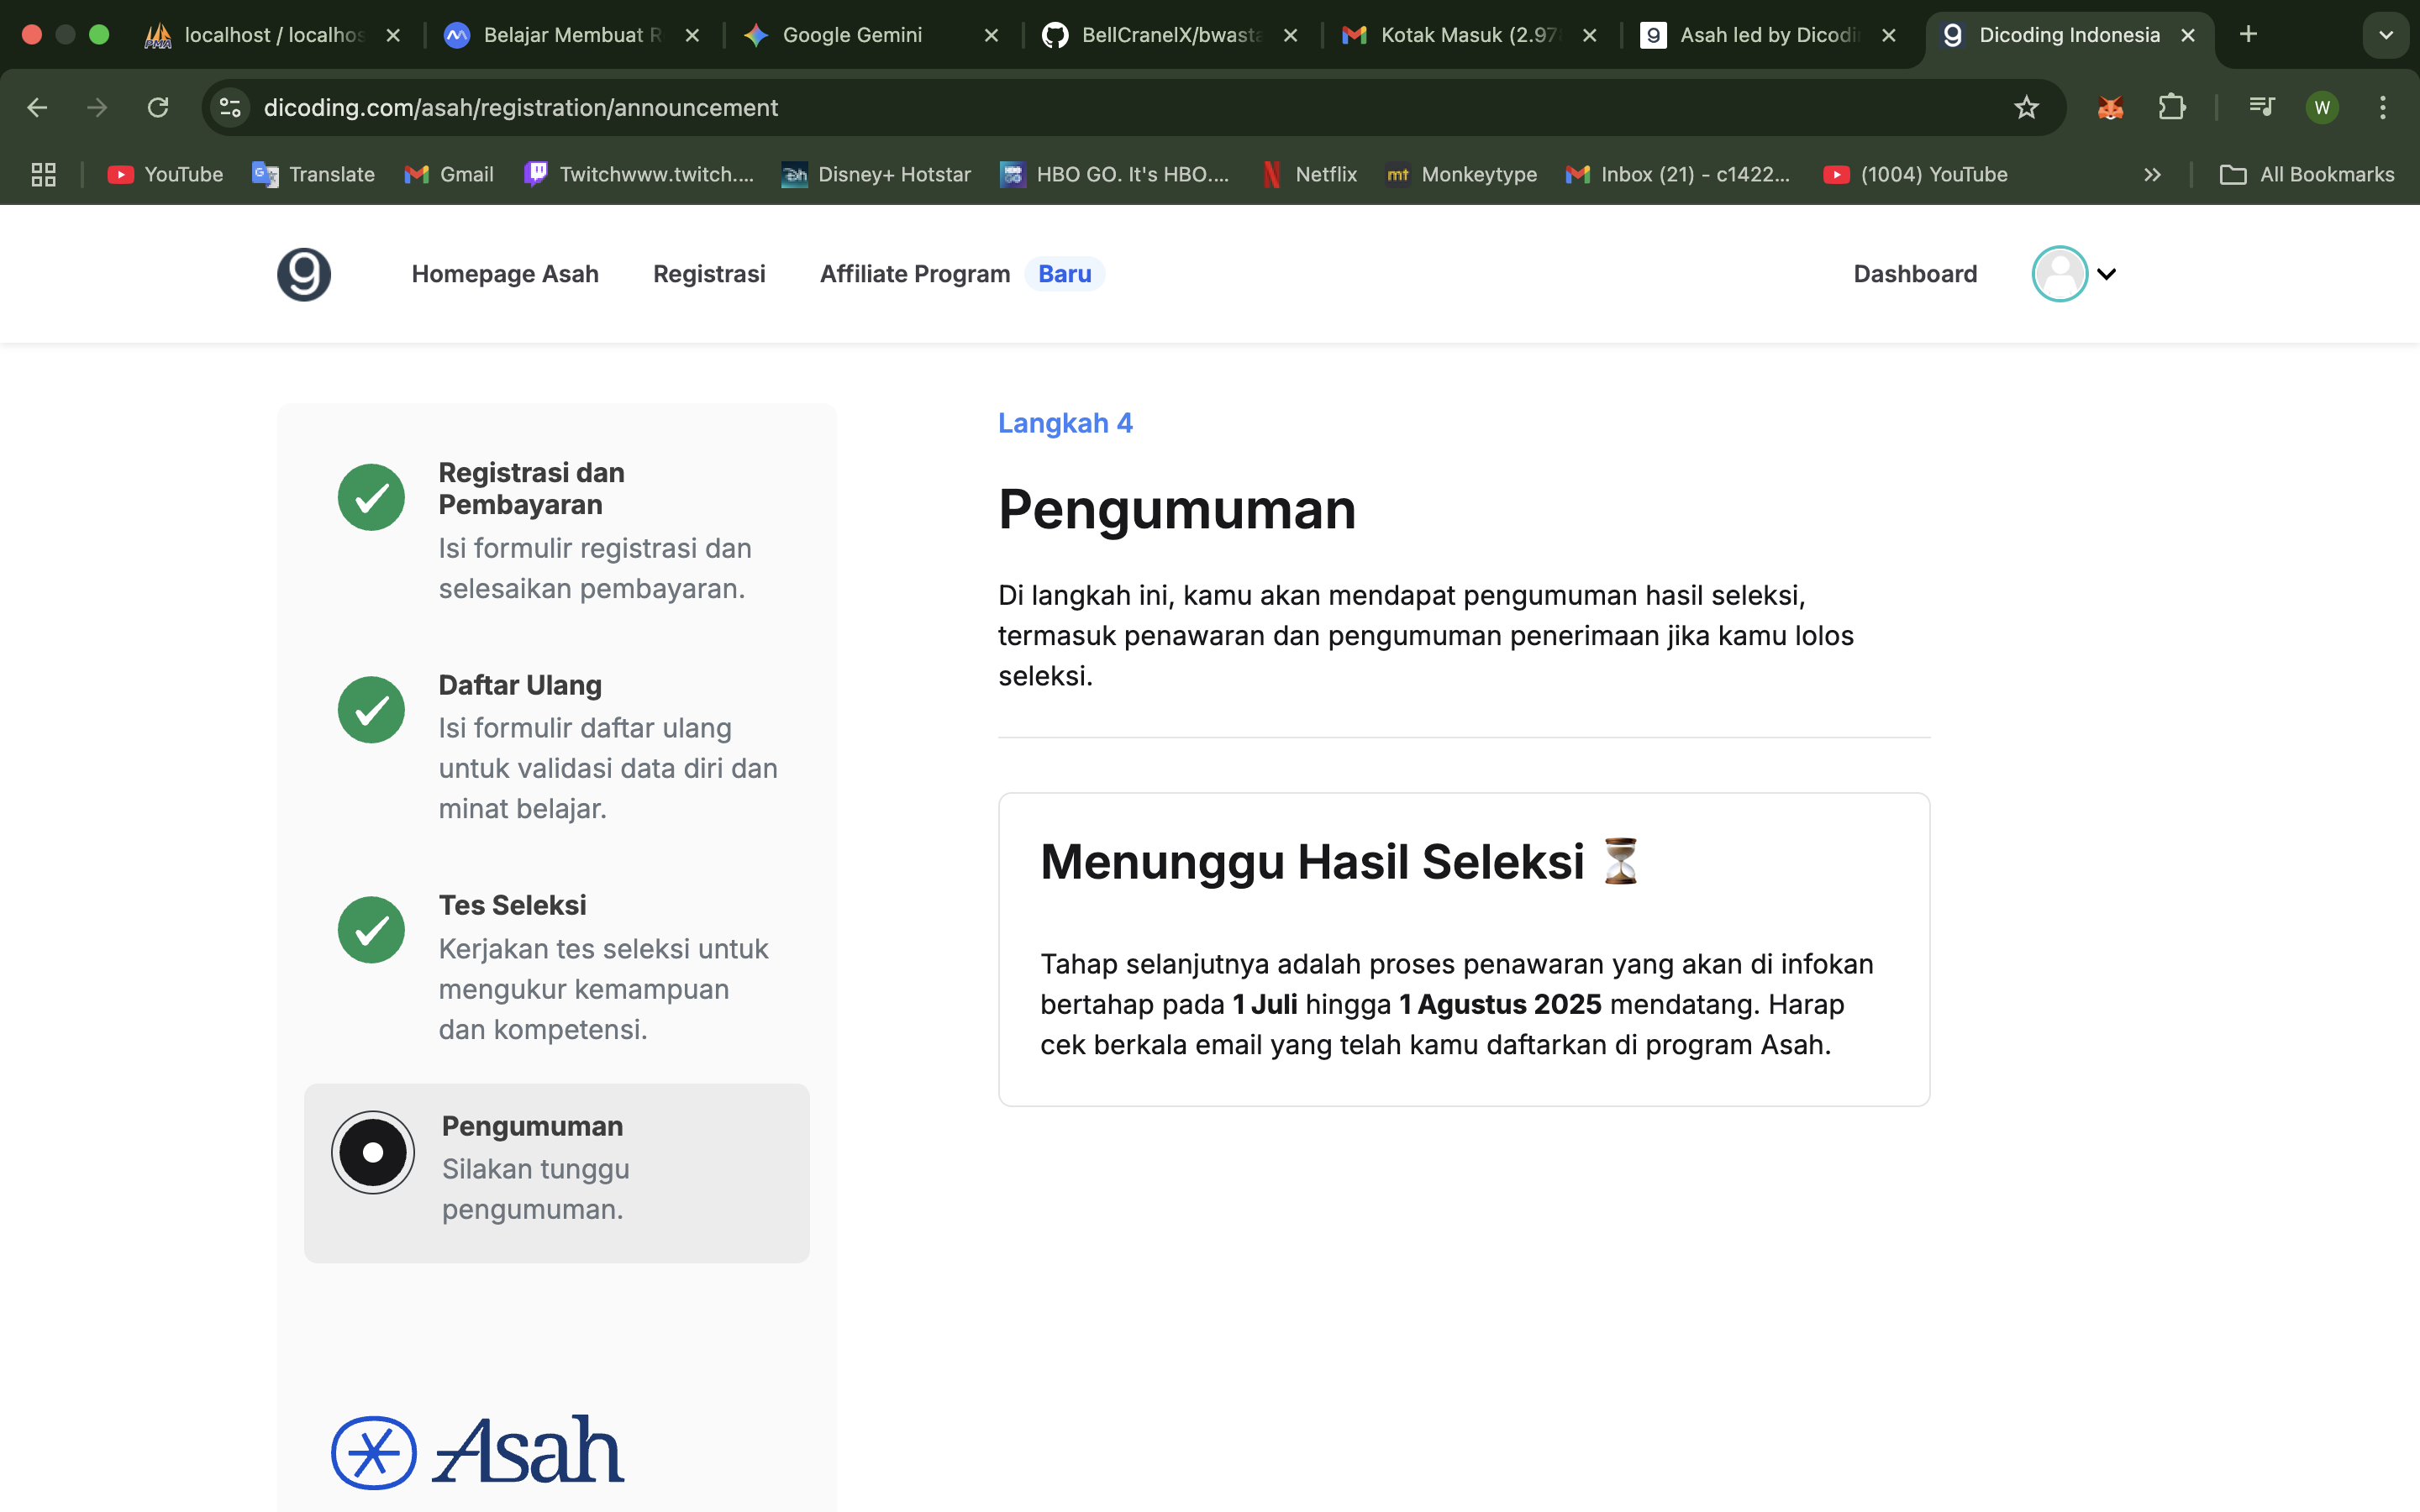 localhost / localhos
Belajar Membuat R
Google Gemini
BellCranelX/bwasta
Kotak Masuk (2.978
Asah led by Dicodin
Dicoding Indonesia
dicoding.com/asah/registration/announcement
W
YouTube
Translate
Gmail
Twitchwww.twitch....
Disney+ Hotstar
HBO GO. It's HBO....
Netflix
mt Monkeytype
Inbox (21) - c1422...
(1004) YouTube
All Bookmarks
Homepage Asah
Registrasi
Affiliate Program
Baru
Dashboard
Registrasi dan
Pembayaran
Isi formulir registrasi dan
selesaikan pembayaran.
Daftar Ulang
Isi formulir daftar ulang
untuk validasi data diri dan
minat belajar.
Tes Seleksi
Kerjakan tes seleksi untuk
mengukur kemampuan
dan kompetensi.
Pengumuman
Silakan tunggu
pengumuman.
Asah
Langkah 4
Pengumuman
Di langkah ini, kamu akan mendapat pengumuman hasil seleksi,
termasuk penawaran dan pengumuman penerimaan jika kamu lolos
seleksi.
Menunggu Hasil Seleksi ⏳
Tahap selanjutnya adalah proses penawaran yang akan di infokan
bertahap pada 1 Juli hingga 1 Agustus 2025 mendatang. Harap
cek berkala email yang telah kamu daftarkan di program Asah.